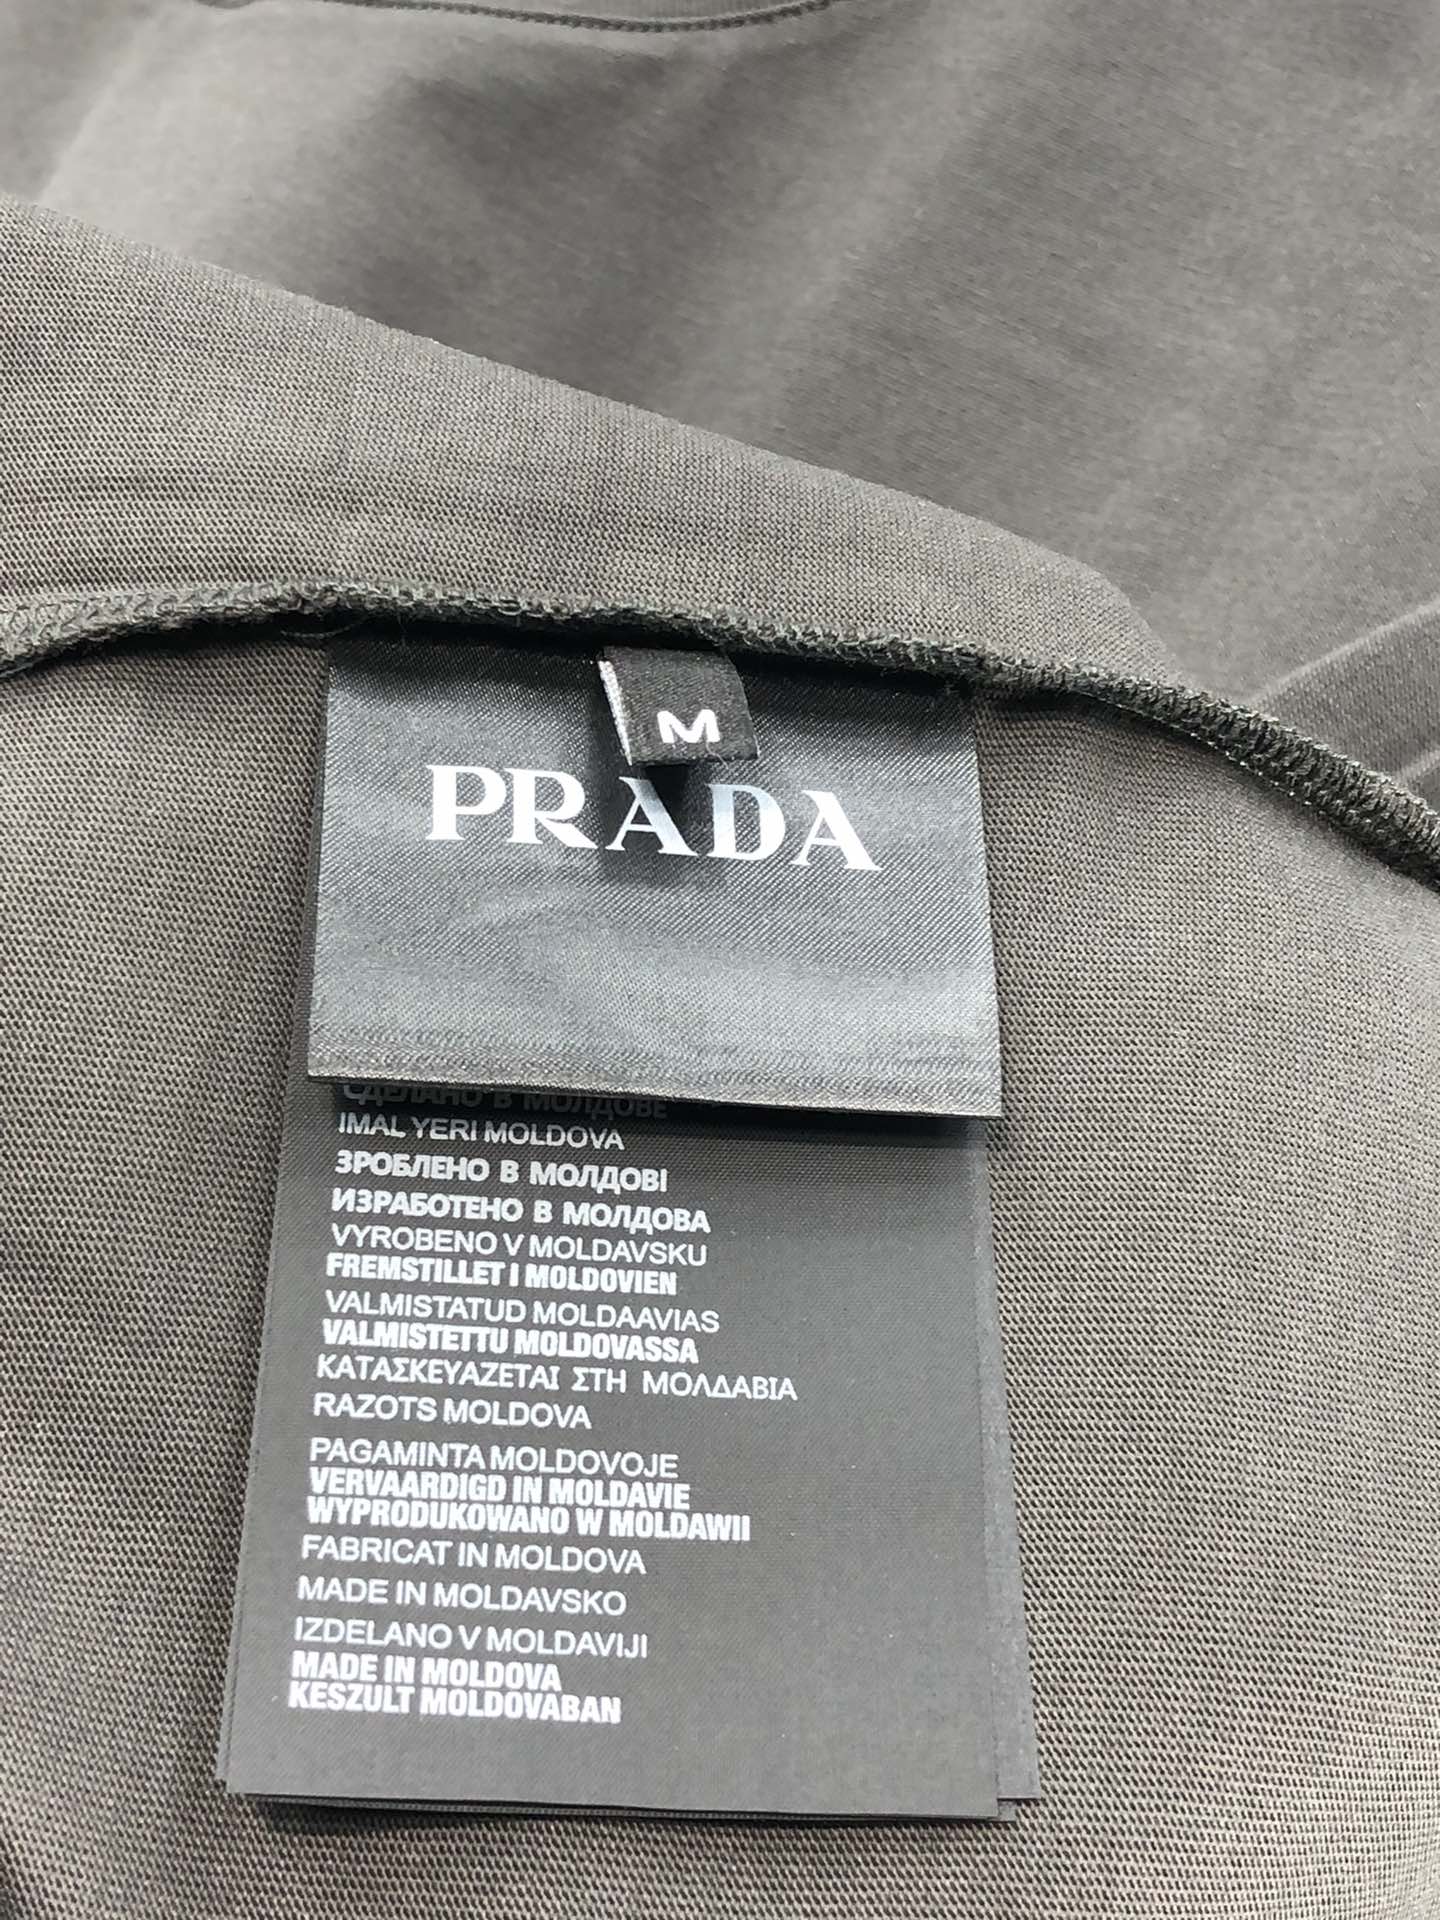 M
PRADA
СДЕЛАНО В МОЛДОВЕ
IMAL YERI MOLDOVA
ЗРОБЛЕНО В МОЛДОВІ
ИЗРАБОТЕНО В МОЛДОВА
VYROBENO V MOLDAVSKU
FREMSTILLET I MOLDOVIEN
VALMISTATUD MOLDAAVIAS
VALMISTETTU MOLDOVASSA
ΚΑΤΑΣΚΕΥΑΖΕΤΑΙ ΣΤΗ ΜΟΛΔΑΒΙΑ
RAZOTS MOLDOVA
PAGAMINTA MOLDOVOJE
VERVAARDIGD IN MOLDAVIE
WYPRODUKOWANO W MOLDAWII
FABRICAT IN MOLDOVA
MADE IN MOLDAVSKO
IZDELANO V MOLDAVIJI
MADE IN MOLDOVA
KESZULT MOLDOVABAN